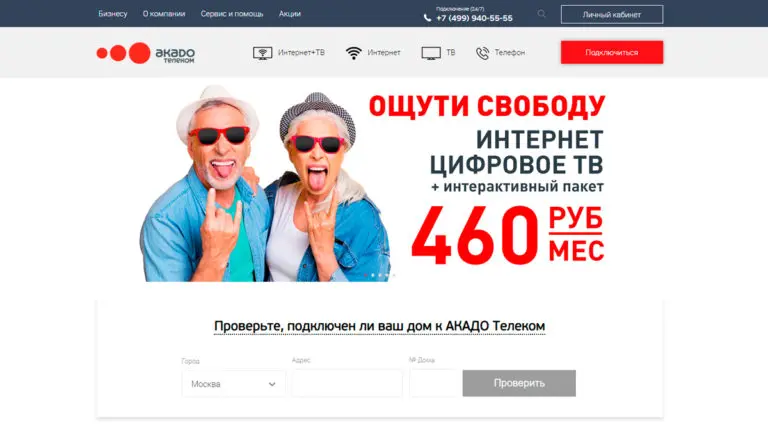 Бизнесу О компании Сервис и помощь Акции
Подключение (24/7)
+7 (499) 940-55-55
Личный кабинет
АКАДО
ТЕЛЕКОМ
Интернет+ТВ Интернет ТВ Телефон
Подключиться
ОЩУТИ СВОБОДУ
ИНТЕРНЕТ
ЦИФРОВОЕ ТВ
+ интерактивный пакет
460 РУБ
МЕС
Проверьте, подключен ли ваш дом к АКАДО Телеком
Город Адрес № Дома
Москва Проверить